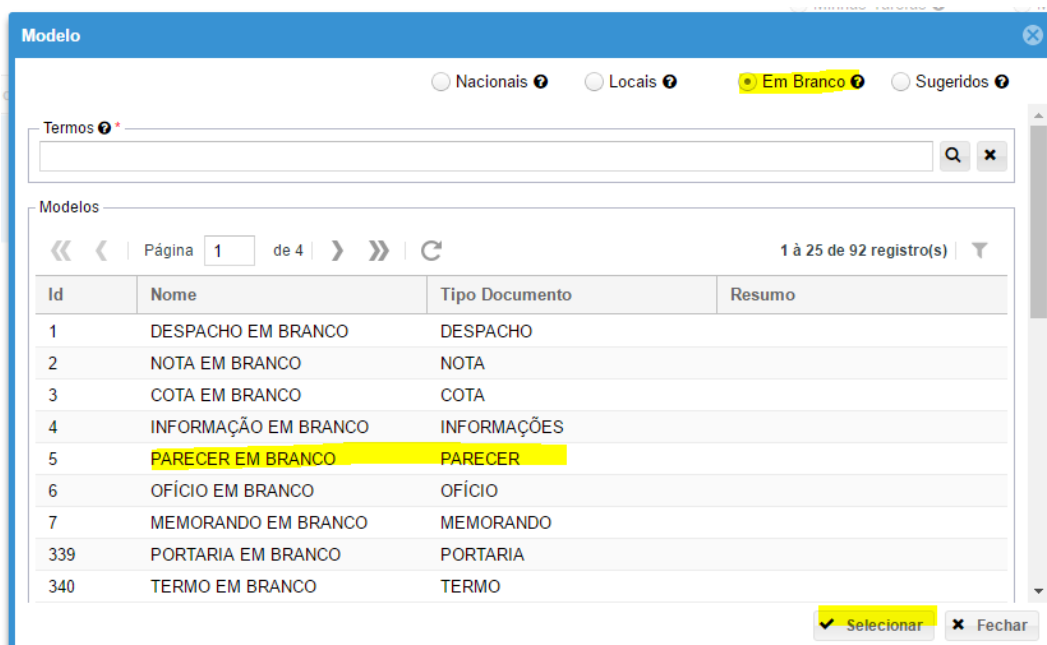 Modelo
Nacionais Locais Em Branco Sugeridos
Termos *
Modelos
Página 1 de 4 1 à 25 de 92 registro(s)
Id Nome Tipo Documento Resumo
1 DESPACHO EM BRANCO DESPACHO
2 NOTA EM BRANCO NOTA
3 COTA EM BRANCO COTA
4 INFORMAÇÃO EM BRANCO INFORMAÇÕES
5 PARECER EM BRANCO PARECER
6 OFÍCIO EM BRANCO OFÍCIO
7 MEMORANDO EM BRANCO MEMORANDO
339 PORTARIA EM BRANCO PORTARIA
340 TERMO EM BRANCO TERMO
Selecionar Fechar